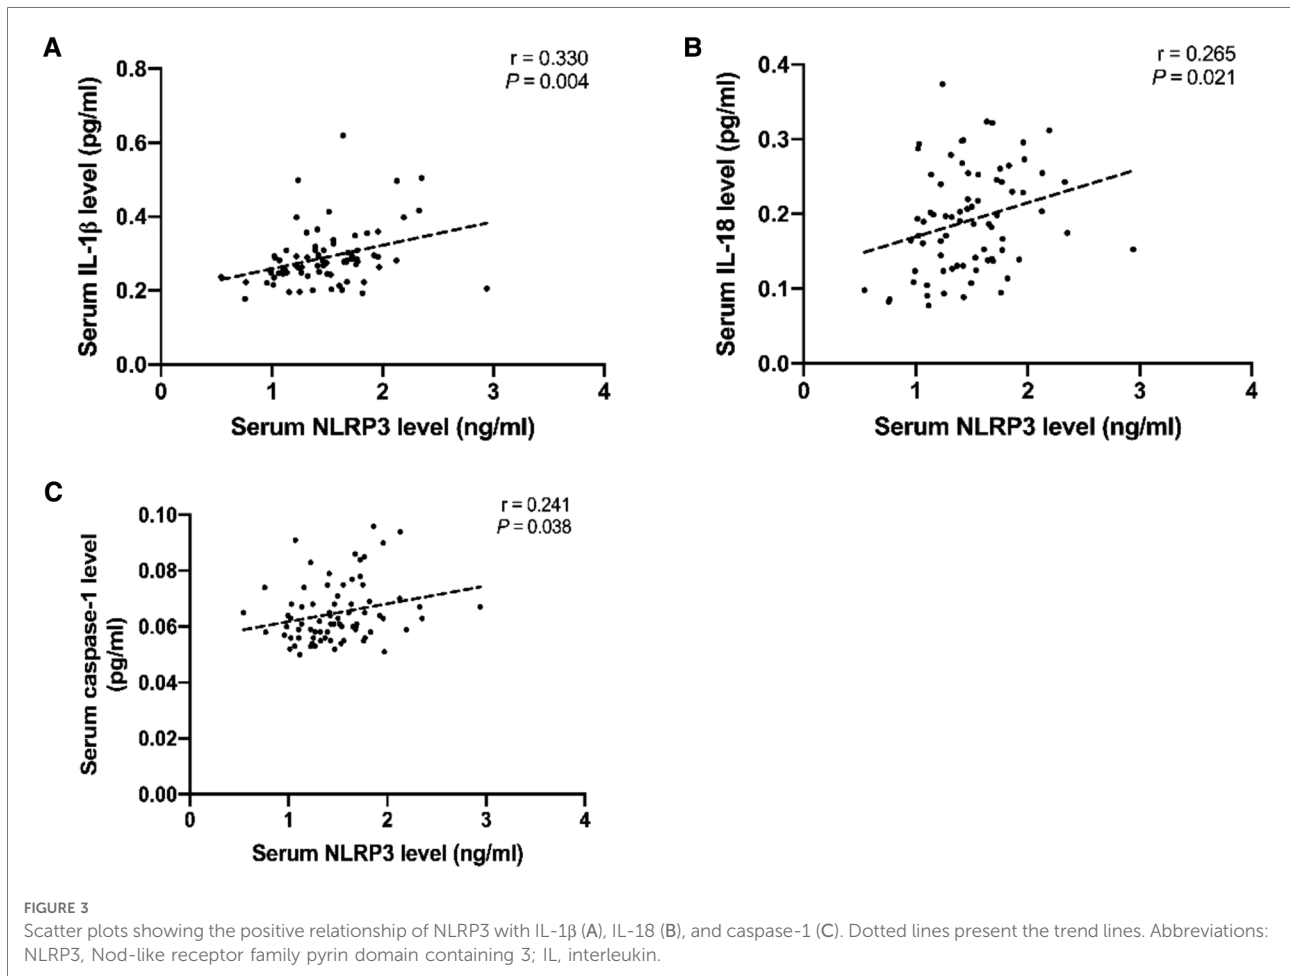 A
r = 0.330
P = 0.004
0.8
0.6
0.4
0.2
0.0
Serum IL-1β level (pg/ml)
0 1 2 3 4
Serum NLRP3 level (ng/ml)
B
r = 0.265
P = 0.021
0.4
0.3
0.2
0.1
0.0
Serum IL-18 level (pg/ml)
0 1 2 3 4
Serum NLRP3 level (ng/ml)
C
r = 0.241
P = 0.038
0.10
0.08
0.06
0.04
0.02
0.00
Serum caspase-1 level
(pg/ml)
0 1 2 3 4
Serum NLRP3 level (ng/ml)
FIGURE 3
Scatter plots showing the positive relationship of NLRP3 with IL-1β (A), IL-18 (B), and caspase-1 (C). Dotted lines present the trend lines. Abbreviations:
NLRP3, Nod-like receptor family pyrin domain containing 3; IL, interleukin.